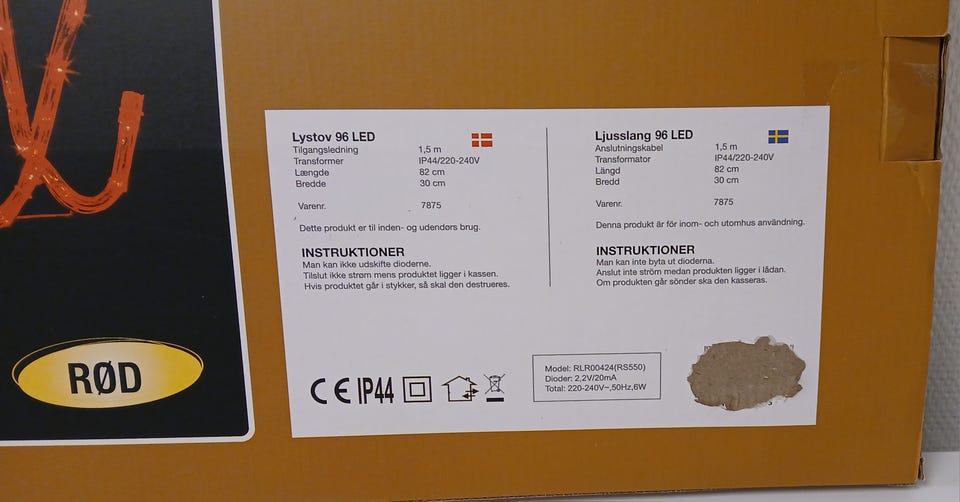 Lystov 96 LED
Tilgangsledning 1,5 m
Transformer IP44/220-240V
Længde 82 cm
Bredde 30 cm
Varenr. 7875
Dette produkt er til inden- og udendørs brug.
INSTRUKTIONER
Man kan ikke udskifte dioderne.
Tilslut ikke strøm mens produktet ligger i kassen.
Hvis produktet går i stykker, så skal den destrueres.
Ljusslang 96 LED
Anslutningskabel 1,5 m
Transformator IP44/220-240V
Längd 82 cm
Bredd 30 cm
Varenr. 7875
Denna produkt är för inom- och utomhus användning.
INSTRUKTIONER
Man kan inte byta ut dioderna.
Anslut inte ström medan produkten ligger i lådan.
Om produkten går sönder ska den kasseras.
RØD
CE IP44
Model: RLR00424(RS550)
Dioder: 2,2V/20mA
Total: 220-240V~,50Hz,6W